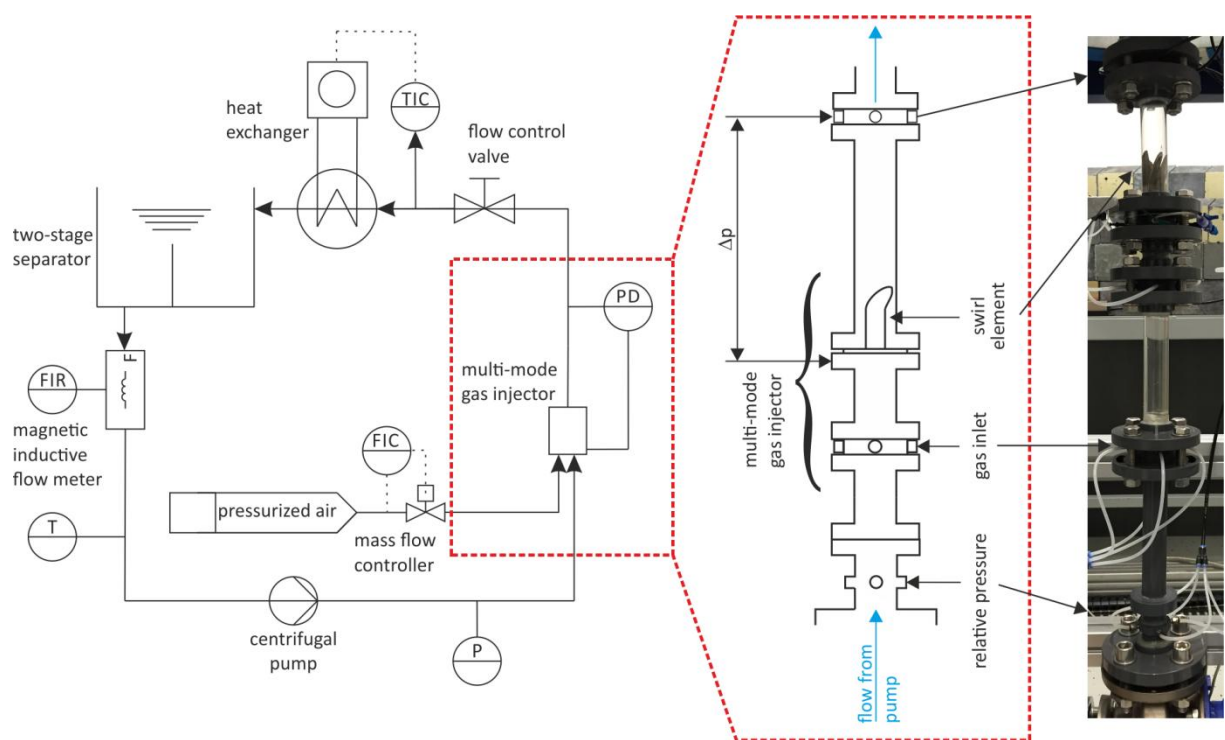 heat
exchanger
TIC
flow control
valve
two-stage
separator
PD
F
FIR
magnetic
inductive
flow meter
multi-mode
gas injector
FIC
pressurized air
T
mass flow
controller
centrifugal
pump
P
Δp
multi-mode
gas injector
swirl
element
gas inlet
relative pressure
flow from
pump